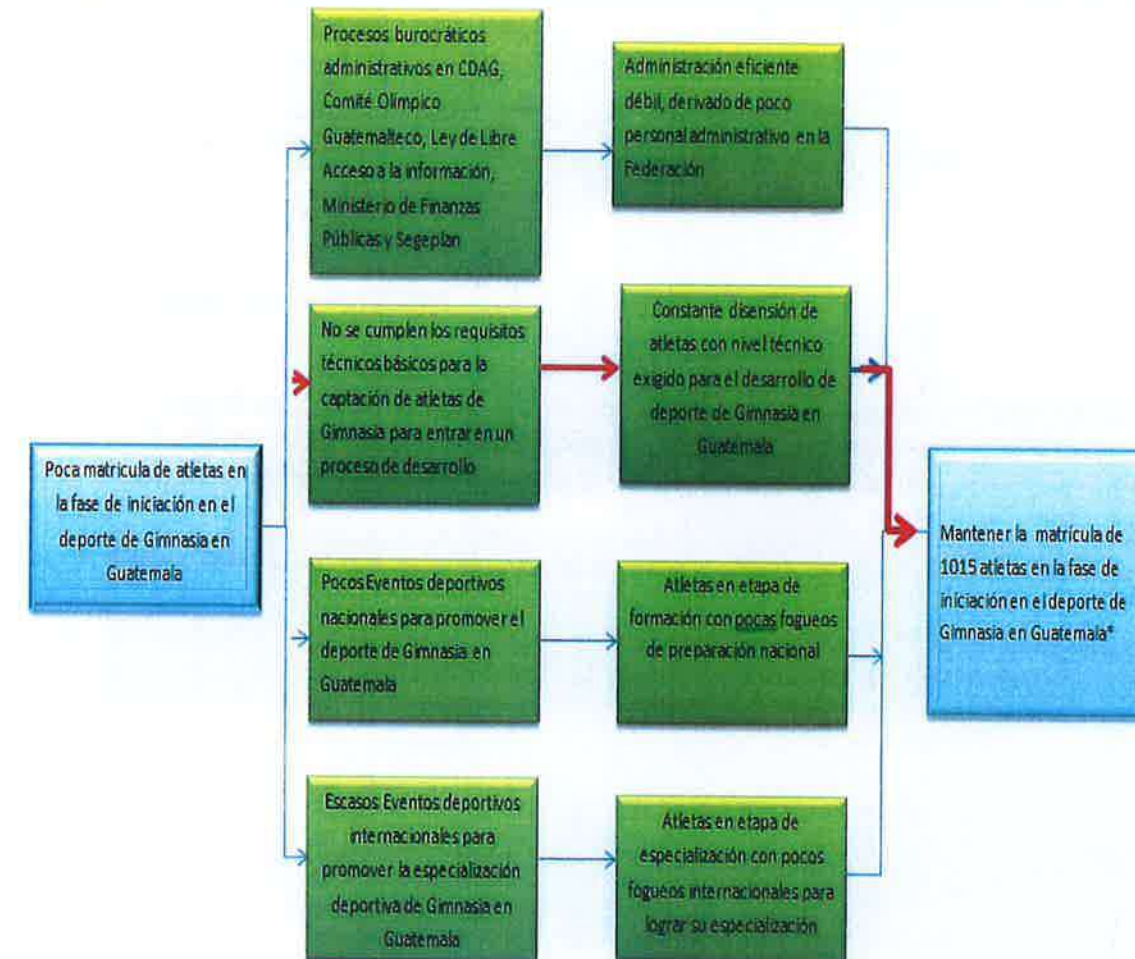 Procesos burocráticos
administrativos en CDAG,
Comité Olímpico
Guatemalteco, Ley de Libre
Acceso a la información,
Ministerio de Finanzas
Públicas y Segeplan
Administración eficiente
débil, derivado de poco
personal administrativo en la
Federación
No se cumplen los requisitos
técnicos básicos para la
captación de atletas de
Gimnasia para entrar en un
proceso de desarrollo
Constante disensión de
atletas con nivel técnico
exigido para el desarrollo de
deporte de Gimnasia en
Guatemala
Poca matricula de atletas en
la fase de iniciación en el
deporte de Gimnasia en
Guatemala
Mantener la matrícula de
1015 atletas en la fase de
iniciación en el deporte de
Gimnasia en Guatemala*
Pocos Eventos deportivos
nacionales para promover el
deporte de Gimnasia en
Guatemala
Atletas en etapa de
formación con pocas fogueos
de preparación nacional
Escasos Eventos deportivos
internacionales para
promover la especialización
deportiva de Gimnasia en
Guatemala
Atletas en etapa de
especialización con pocos
fogueos internacionales para
lograr su especialización